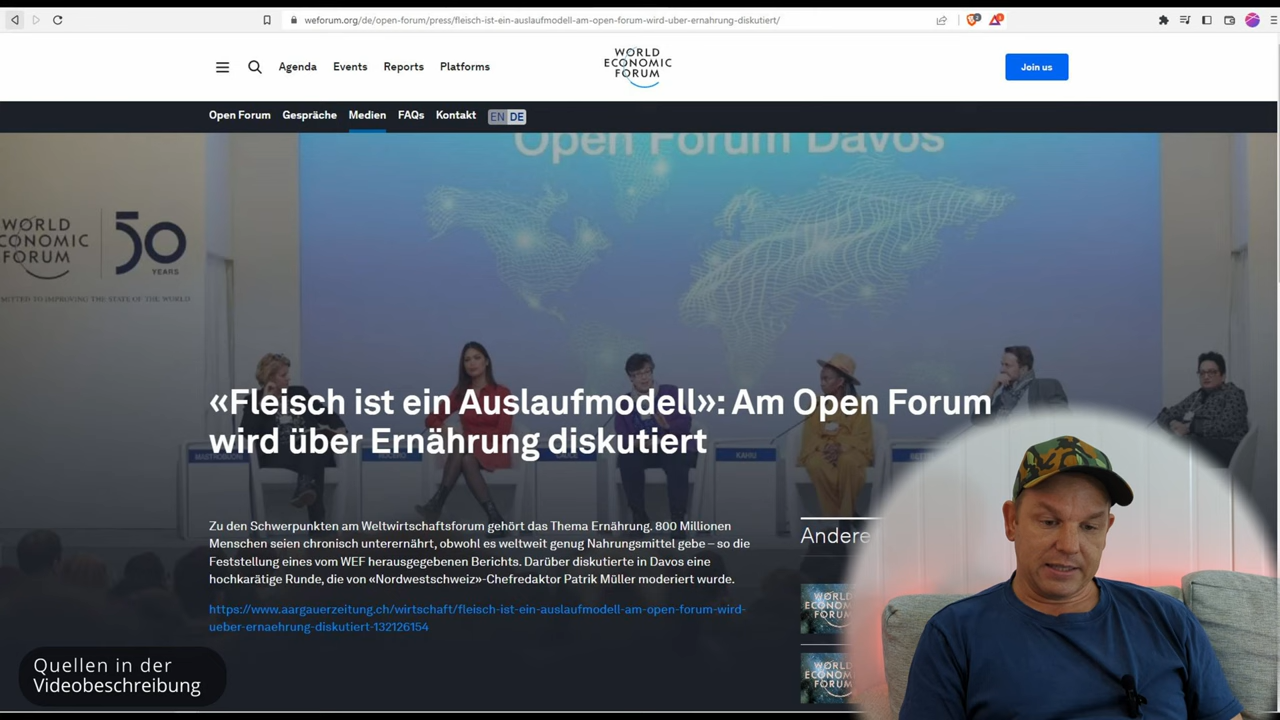 weforum.org/de/open-forum/press/fleisch-ist-ein-auslaufmodell-am-open-forum-wird-uber-ernahrung-diskutiert/
Agenda Events Reports Platforms
WORLD
ECONOMIC
FORUM
Join us
Open Forum Gespräche Medien FAQs Kontakt EN DE
Open Forum Davos
WORLD
ECONOMIC
FORUM
50
YEARS
MITTED TO IMPROVING THE STATE OF THE WORLD
«Fleisch ist ein Auslaufmodell»: Am Open Forum
wird über Ernährung diskutiert
KAHIU
Zu den Schwerpunkten am Weltwirtschaftsforum gehört das Thema Ernährung. 800 Millionen
Menschen seien chronisch unterernährt, obwohl es weltweit genug Nahrungsmittel gebe – so die
Feststellung eines vom WEF herausgegebenen Berichts. Darüber diskutierte in Davos eine
hochkarätige Runde, die von «Nordwestschweiz»-Chefredaktor Patrik Müller moderiert wurde.
https://www.aargauerzeitung.ch/wirtschaft/fleisch-ist-ein-auslaufmodell-am-open-forum-wird-
ueber-ernaehrung-diskutiert-132126154
Andere
WORLD
ECONOMIC
FORUM
WORLD
ECONOMIC
FORUM
Quellen in der
Videobeschreibung